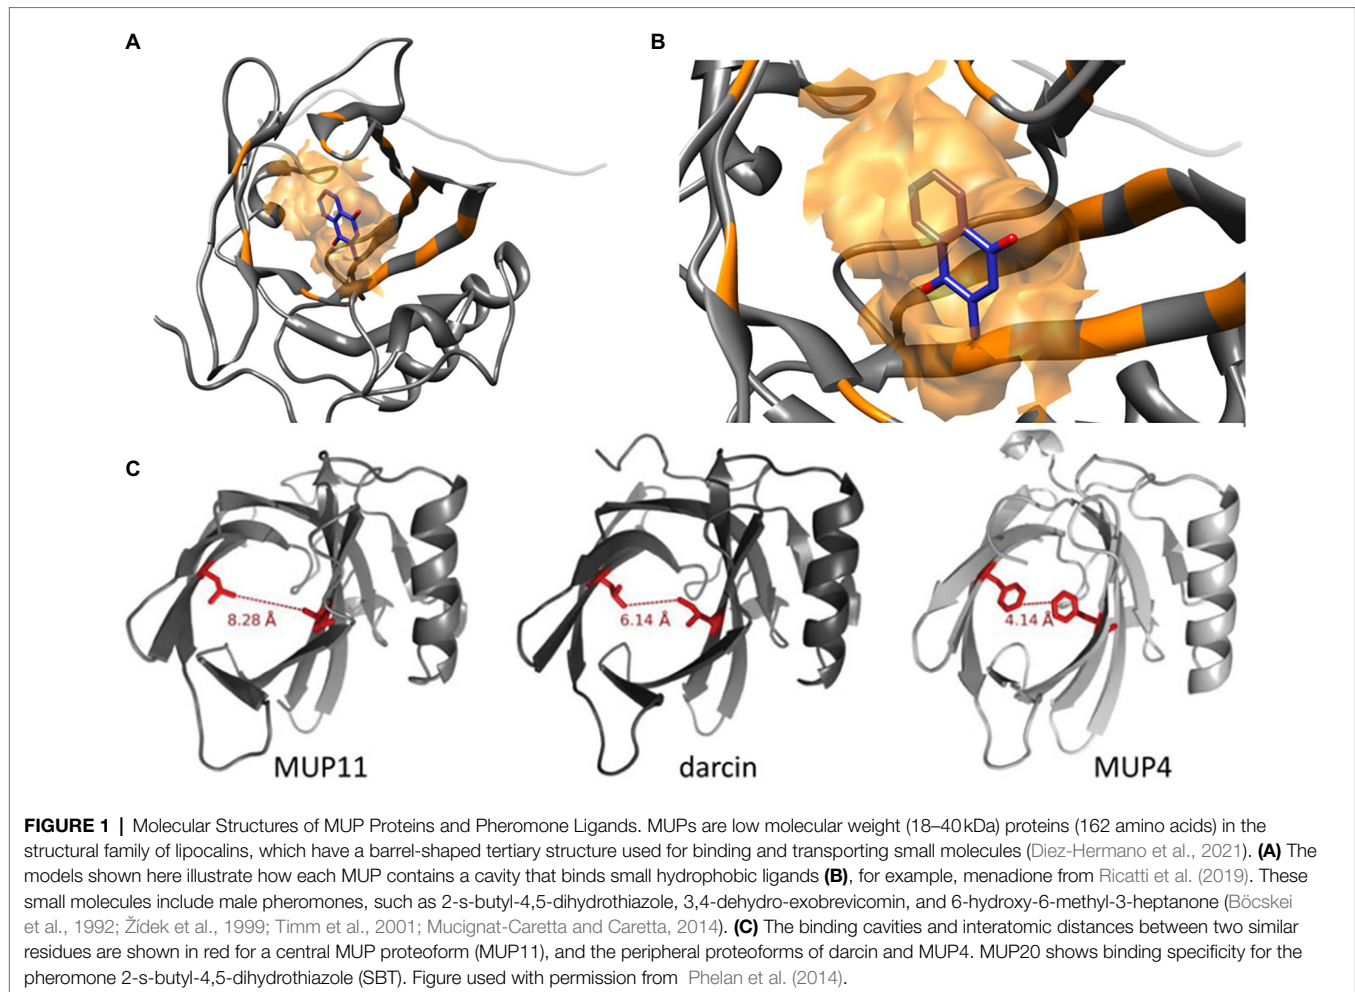 A
B
C
8.28 Å
6.14 Å
4.14 Å
MUP11
darcin
MUP4
FIGURE 1 | Molecular Structures of MUP Proteins and Pheromone Ligands. MUPs are low molecular weight (18–40 kDa) proteins (162 amino acids) in the
structural family of lipocalins, which have a barrel-shaped tertiary structure used for binding and transporting small molecules (Diez-Hermano et al., 2021). (A) The
models shown here illustrate how each MUP contains a cavity that binds small hydrophobic ligands (B), for example, menadione from Ricatti et al. (2019). These
small molecules include male pheromones, such as 2-s-butyl-4,5-dihydrothiazole, 3,4-dehydro-exobrevicomin, and 6-hydroxy-6-methyl-3-heptanone (Böcskei
et al., 1992; Žídek et al., 1999; Timm et al., 2001; Mucignat-Caretta and Caretta, 2014). (C) The binding cavities and interatomic distances between two similar
residues are shown in red for a central MUP proteoform (MUP11), and the peripheral proteoforms of darcin and MUP4. MUP20 shows binding specificity for the
pheromone 2-s-butyl-4,5-dihydrothiazole (SBT). Figure used with permission from Phelan et al. (2014).